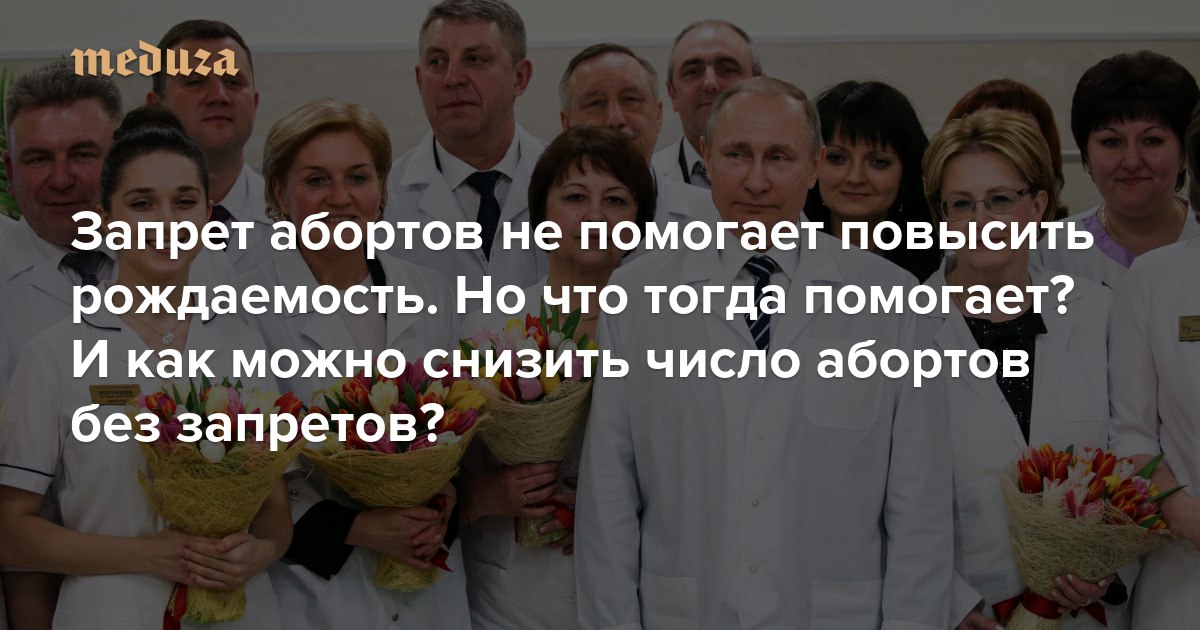 meduza
Запрет абортов не помогает повысить
рождаемость. Но что тогда помогает?
И как можно снизить число абортов
без запретов?